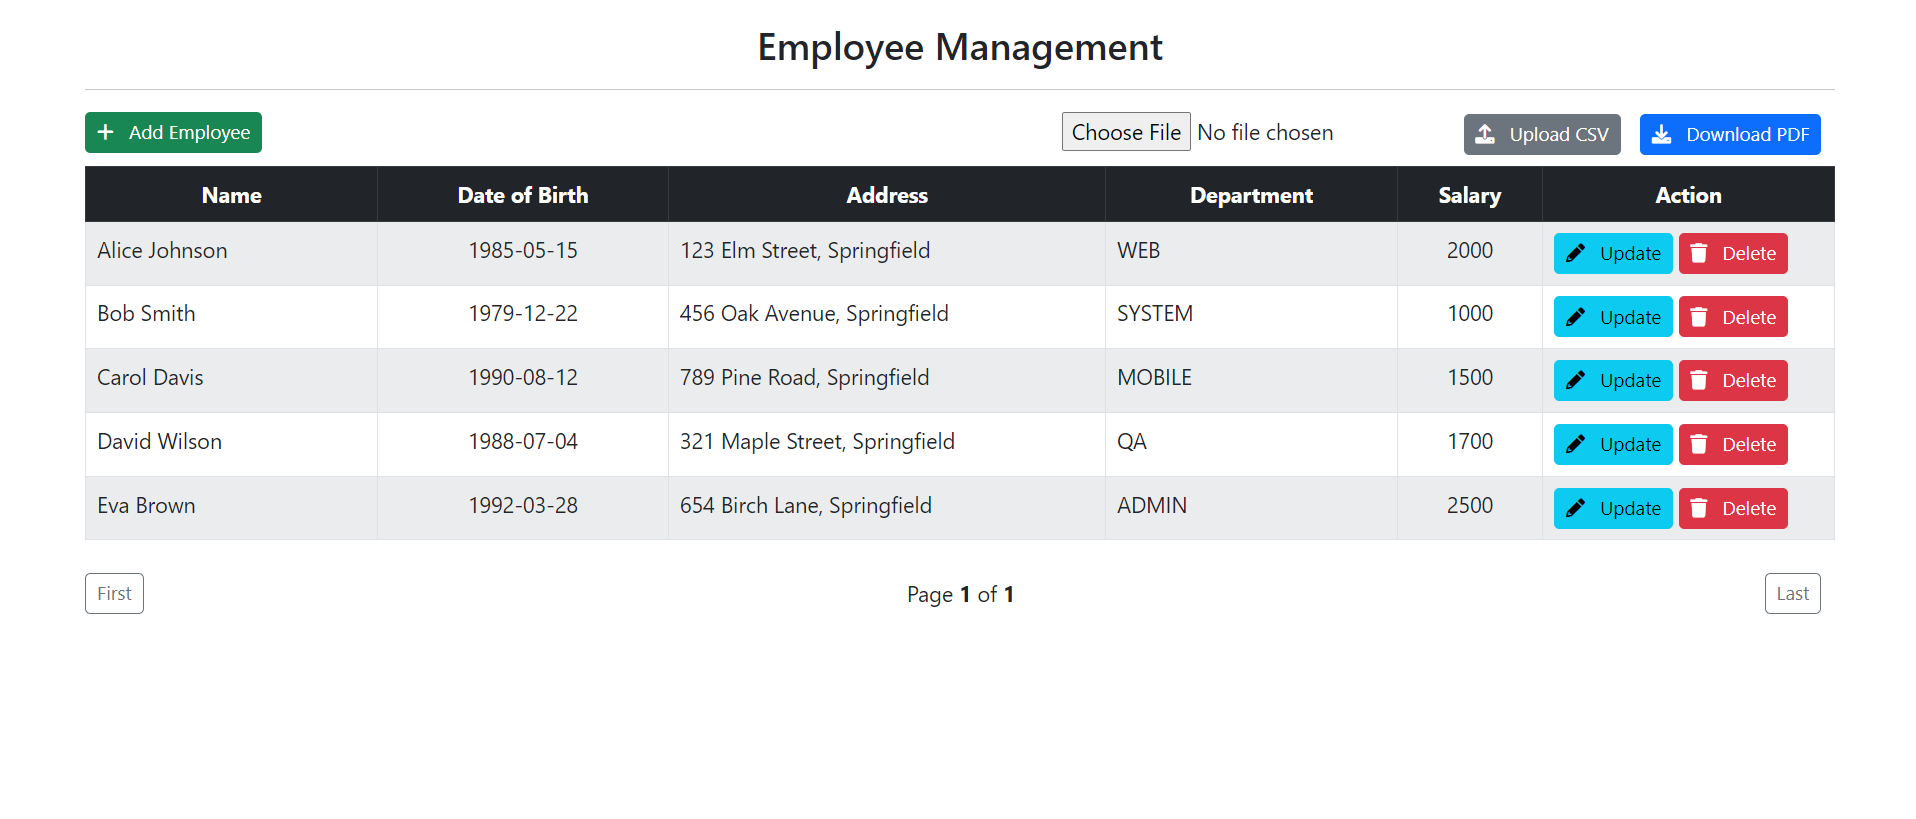 Employee Management
Add Employee Choose File No file chosen Upload CSV Download PDF
Name Date of Birth Address Department Salary Action
Alice Johnson 1985-05-15 123 Elm Street, Springfield WEB 2000 Update Delete
Bob Smith 1979-12-22 456 Oak Avenue, Springfield SYSTEM 1000 Update Delete
Carol Davis 1990-08-12 789 Pine Road, Springfield MOBILE 1500 Update Delete
David Wilson 1988-07-04 321 Maple Street, Springfield QA 1700 Update Delete
Eva Brown 1992-03-28 654 Birch Lane, Springfield ADMIN 2500 Update Delete
First Page 1 of 1 Last